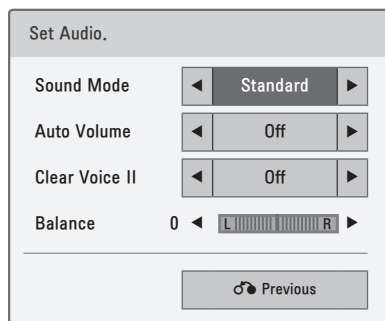 Set Audio.
Sound Mode ◀ Standard ▶
Auto Volume ◀ Off ▶
Clear Voice II ◀ Off ▶
Balance 0 ◀ L R ▶
Previous